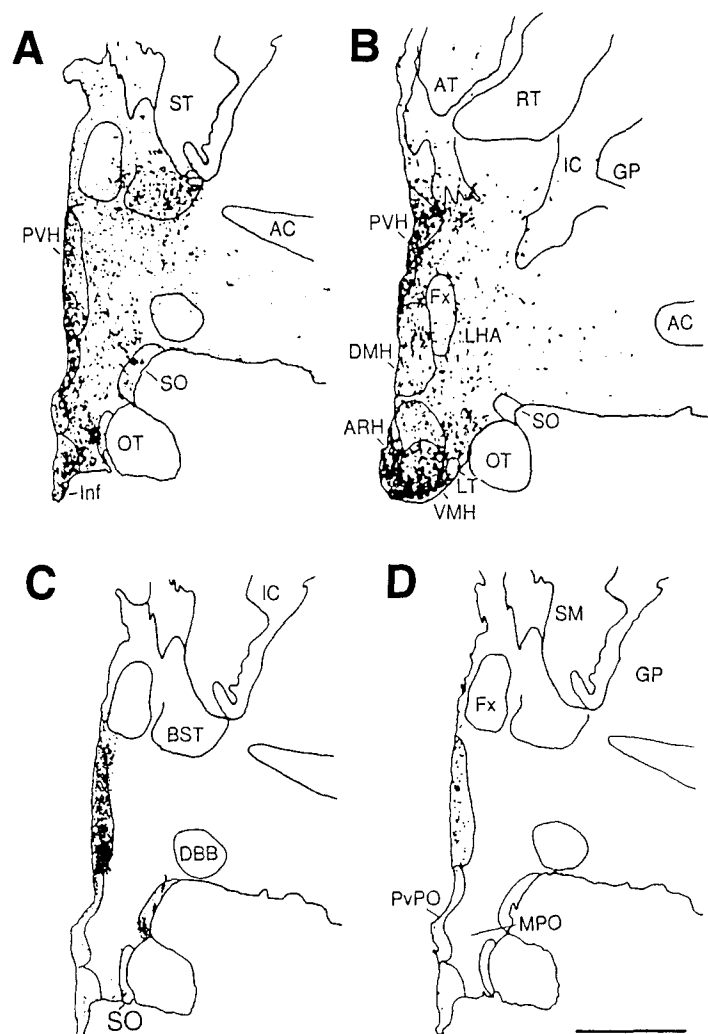 A
ST
PVH
AC
SO
OT
Inf
B
AT
RT
IC
GP
PVH
Fx
LHA
DMH
AC
ARH
SO
OT
LT
VMH
C
IC
BST
DBB
SO
D
SM
GP
Fx
PvPO
MPO